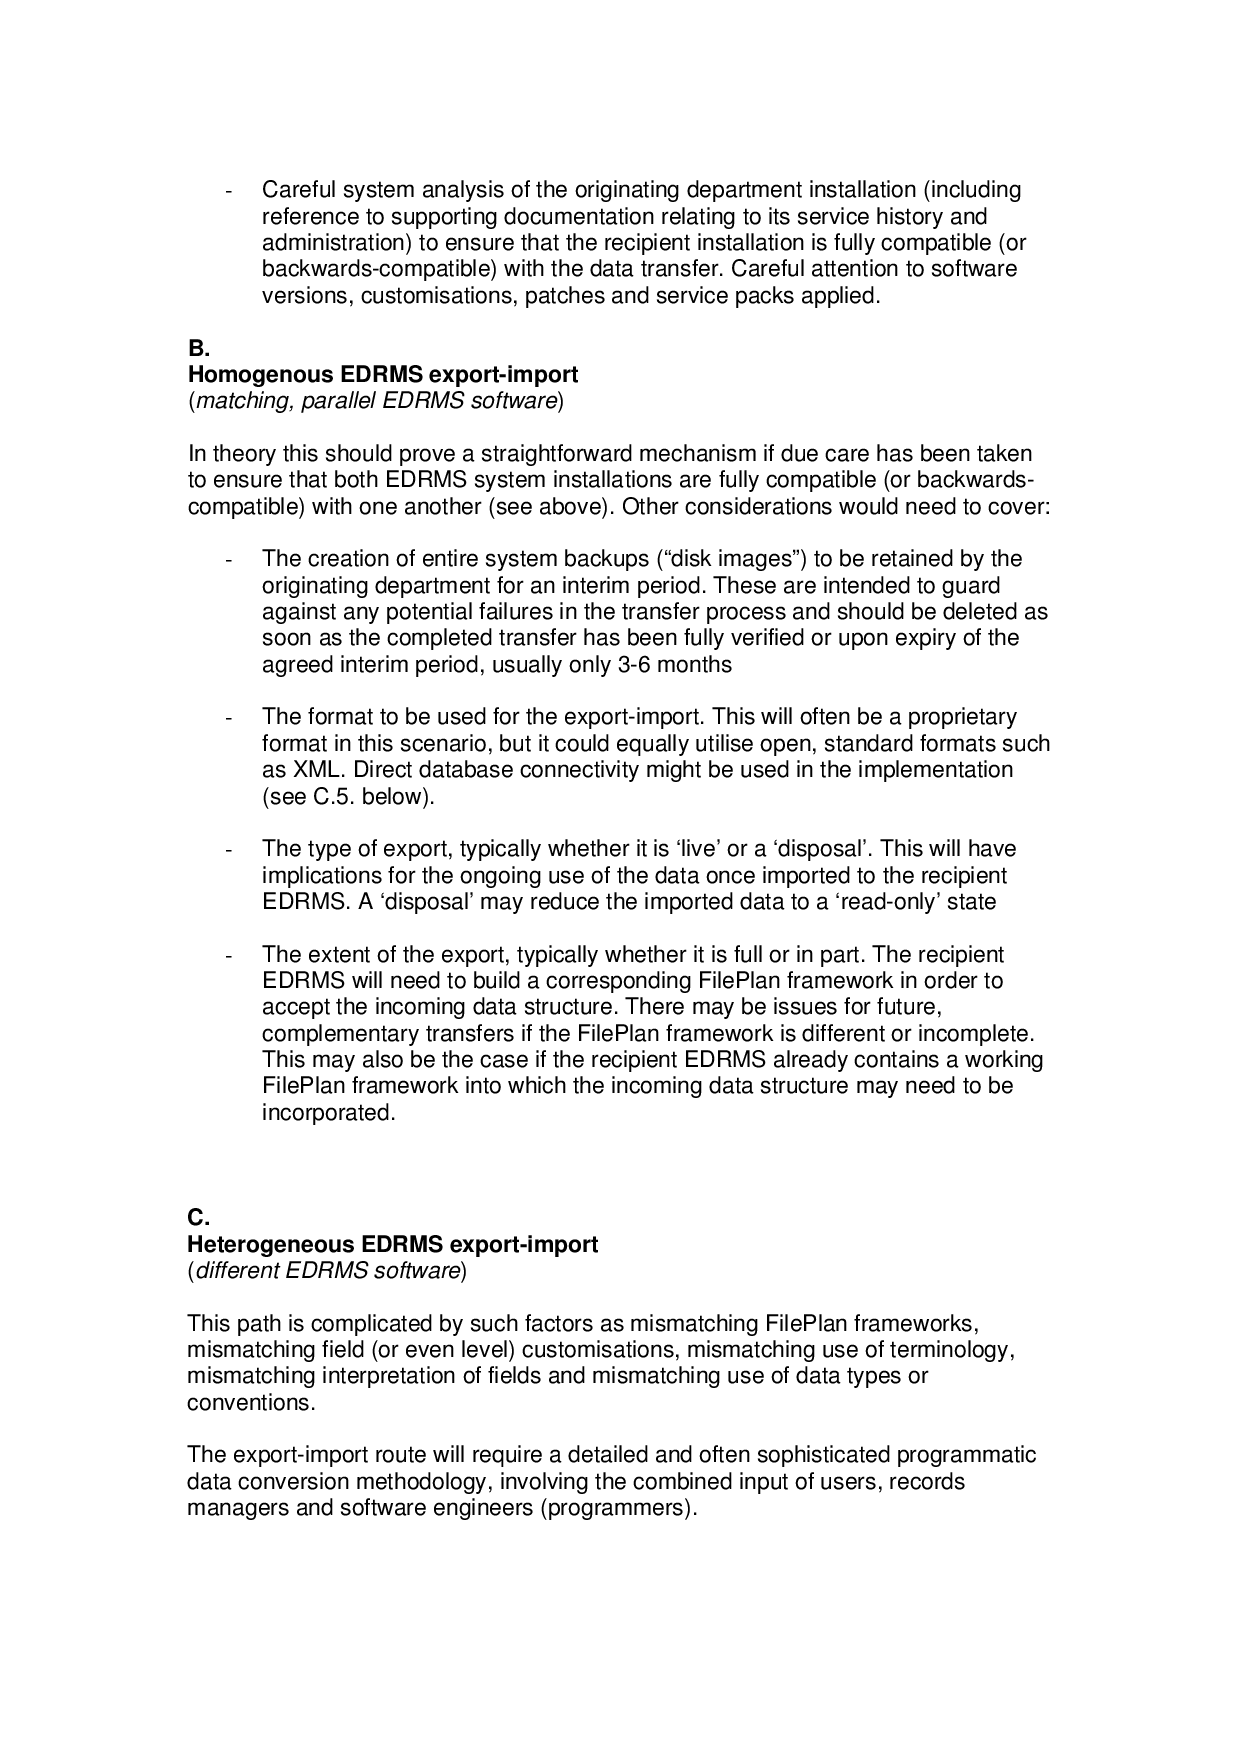 - Careful system analysis of the originating department installation (including
reference to supporting documentation relating to its service history and
administration) to ensure that the recipient installation is fully compatible (or
backwards-compatible) with the data transfer. Careful attention to software
versions, customisations, patches and service packs applied.
B.
Homogenous EDRMS export-import
(matching, parallel EDRMS software)
In theory this should prove a straightforward mechanism if due care has been taken
to ensure that both EDRMS system installations are fully compatible (or backwards-
compatible) with one another (see above). Other considerations would need to cover:
- The creation of entire system backups (“disk images”) to be retained by the
originating department for an interim period. These are intended to guard
against any potential failures in the transfer process and should be deleted as
soon as the completed transfer has been fully verified or upon expiry of the
agreed interim period, usually only 3-6 months
- The format to be used for the export-import. This will often be a proprietary
format in this scenario, but it could equally utilise open, standard formats such
as XML. Direct database connectivity might be used in the implementation
(see C.5. below).
- The type of export, typically whether it is ‘live’ or a ‘disposal’. This will have
implications for the ongoing use of the data once imported to the recipient
EDRMS. A ‘disposal’ may reduce the imported data to a ‘read-only’ state
- The extent of the export, typically whether it is full or in part. The recipient
EDRMS will need to build a corresponding FilePlan framework in order to
accept the incoming data structure. There may be issues for future,
complementary transfers if the FilePlan framework is different or incomplete.
This may also be the case if the recipient EDRMS already contains a working
FilePlan framework into which the incoming data structure may need to be
incorporated.
C.
Heterogeneous EDRMS export-import
(different EDRMS software)
This path is complicated by such factors as mismatching FilePlan frameworks,
mismatching field (or even level) customisations, mismatching use of terminology,
mismatching interpretation of fields and mismatching use of data types or
conventions.
The export-import route will require a detailed and often sophisticated programmatic
data conversion methodology, involving the combined input of users, records
managers and software engineers (programmers).